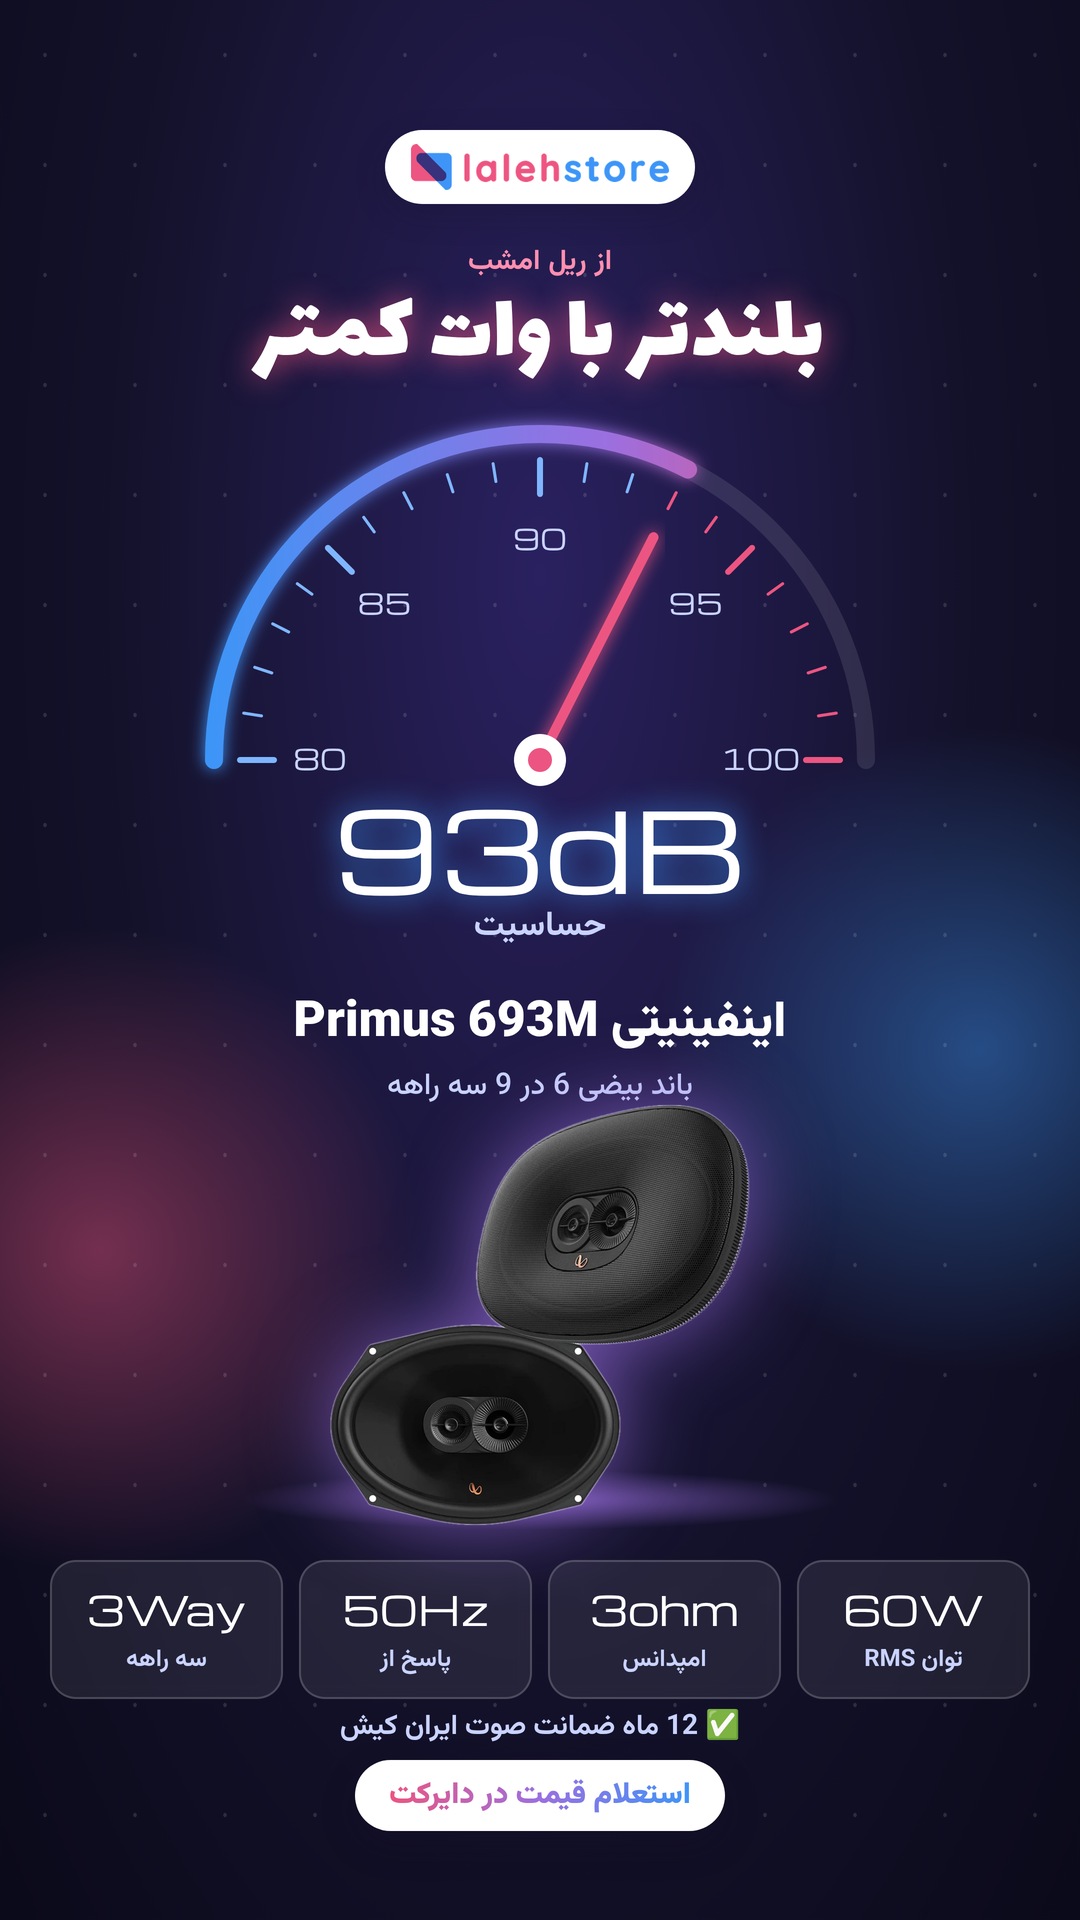 lalehstore
از ریل امشب
بلندتر با وات کمتر
90
85
95
80
100
93dB
حساسیت
اینفینیتی Primus 693M
باند بیضی 6 در 9 سه راهه
3Way
50Hz
3ohm
60W
سه راهه
پاسخ از
امپدانس
توان RMS
✅ 12 ماه ضمانت صوت ایران کیش
استعلام قیمت در دایرکت